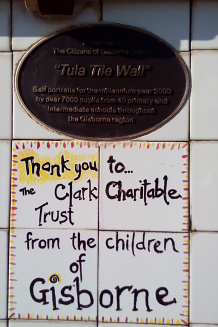 The Citizens of
"Tula Tile Wall"
Self portraits for the millennium year 2000
by over 7000 pupils from 45 primary and
intermediate schools throughout
the Gisborne region
Thank you to...
The Clark Charitable
Trust
from the children
of
Gisborne